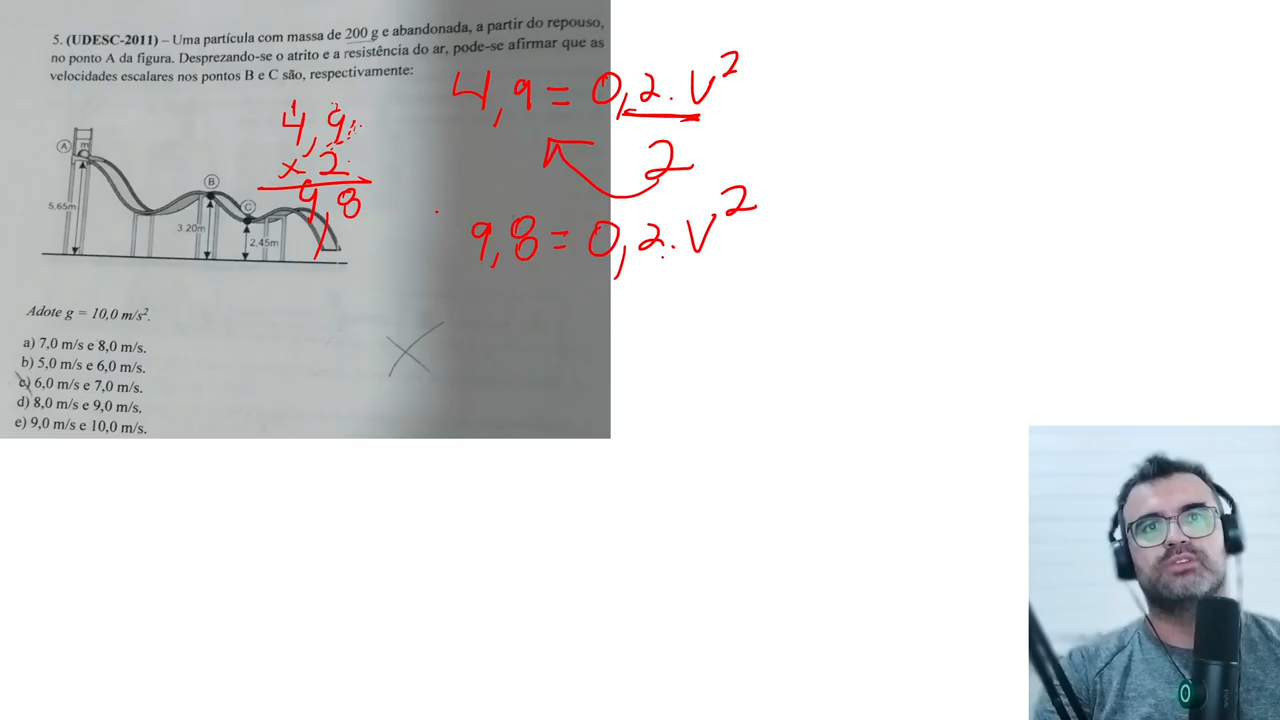 5. (UDESC-2011) – Uma partícula com massa de 200 g e abandonada, a partir do repouso,
no ponto A da figura. Desprezando-se o atrito e a resistência do ar, pode-se afirmar que as
velocidades escalares nos pontos B e C são, respectivamente:
A
m
B
C
5,65m
3,20m
2,45m
4,9
x 2
9,8
4,9 = 0,2 . V²
2
9,8 = 0,2 . V²
Adote g = 10,0 m/s².
a) 7,0 m/s e 8,0 m/s.
b) 5,0 m/s e 6,0 m/s.
c) 6,0 m/s e 7,0 m/s.
d) 8,0 m/s e 9,0 m/s.
e) 9,0 m/s e 10,0 m/s.